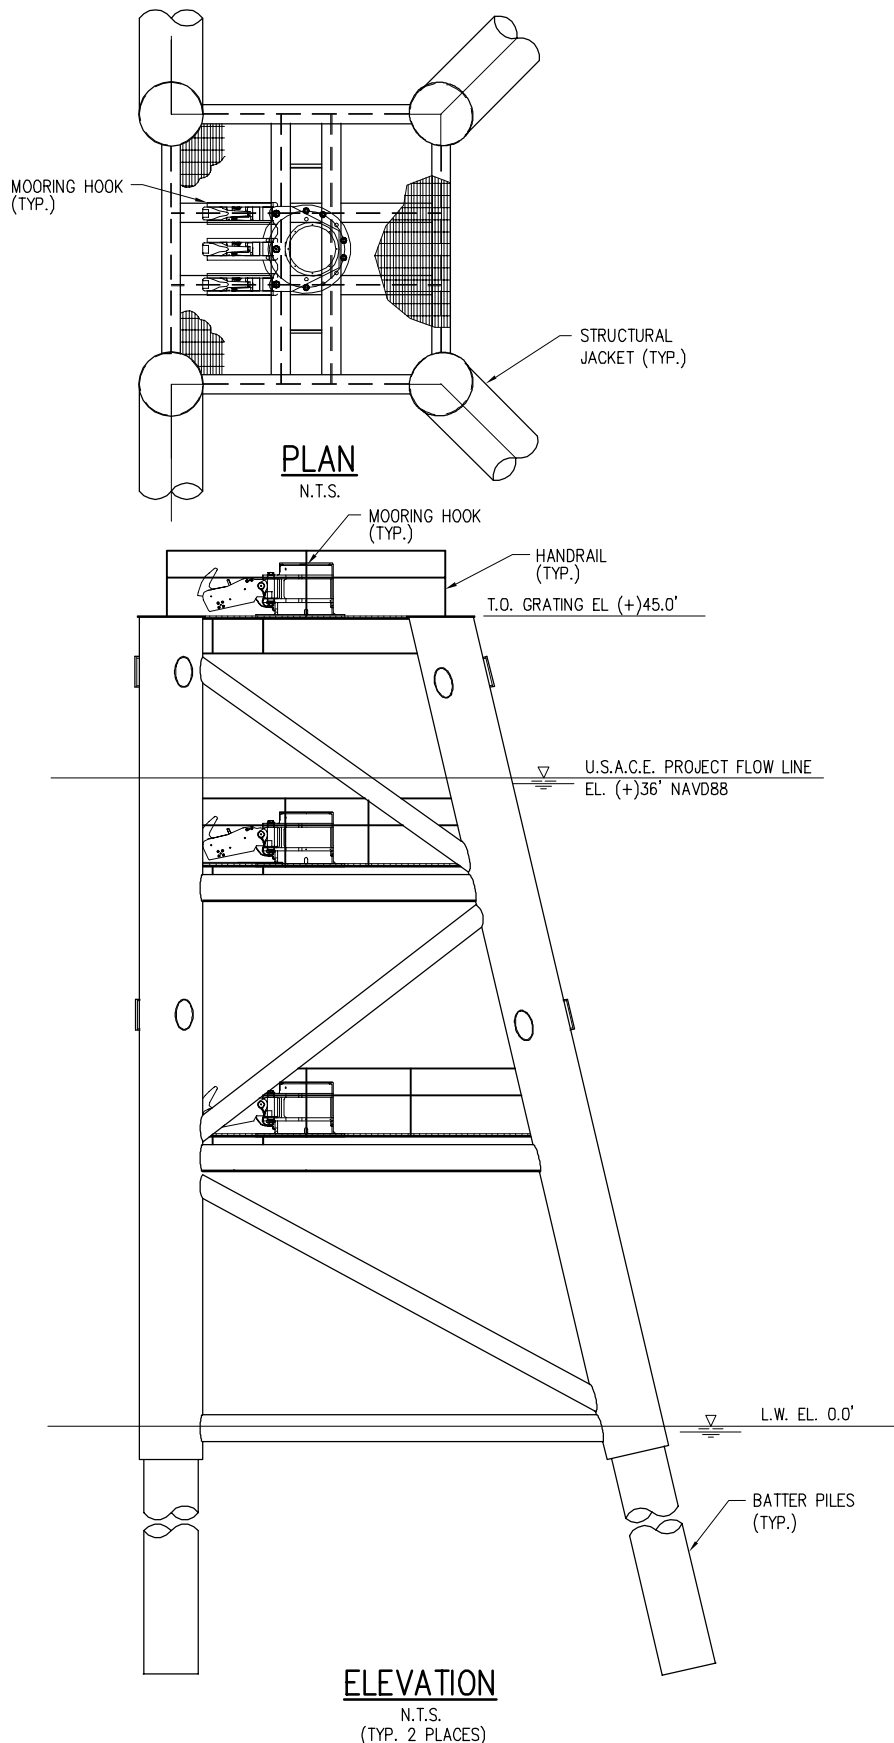 MOORING HOOK
(TYP.)
STRUCTURAL
JACKET (TYP.)
PLAN
N.T.S.
MOORING HOOK
(TYP.)
HANDRAIL
(TYP.)
T.O. GRATING EL (+)45.0'
U.S.A.C.E. PROJECT FLOW LINE
EL. (+)36' NAVD88
L.W. EL. 0.0'
BATTER PILES
(TYP.)
ELEVATION
N.T.S.
(TYP. 2 PLACES)